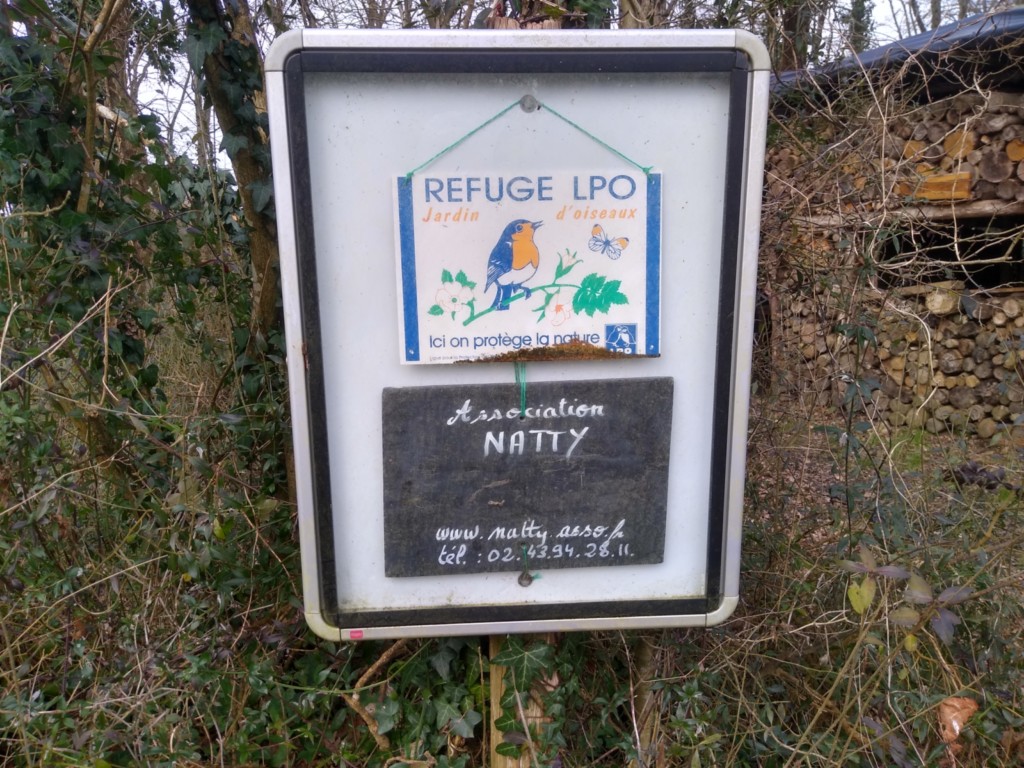 REFUGE LPO
Jardin d'oiseaux
Ici on protège la nature
Association
NATTY
www.natty.asso.fr
tél. : 02.43.94.28.11.